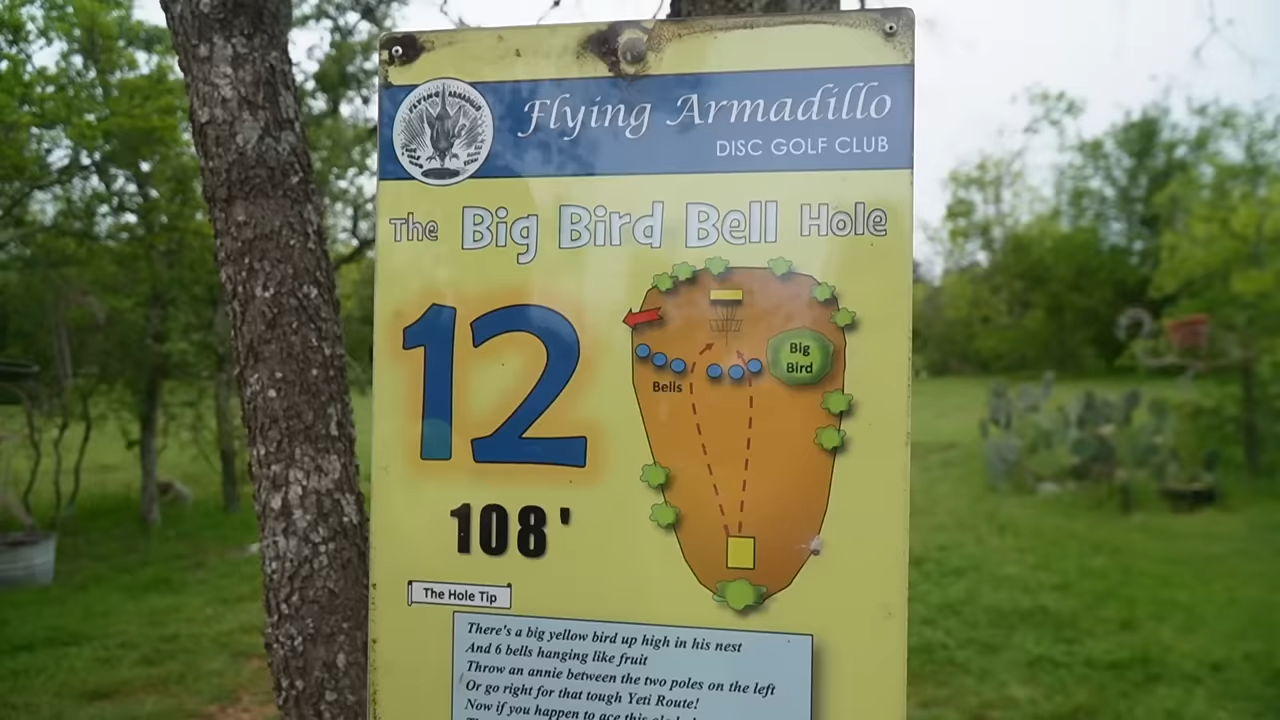 FLYING ARMADILLO
Flying Armadillo
DISC GOLF CLUB
The Big Bird Bell Hole
12
Big
Bird
Bells
108'
The Hole Tip
There's a big yellow bird up high in his nest
And 6 bells hanging like fruit
Throw an annie between the two poles on the left
Or go right for that tough Yeti Route!
Now if you happen to ace this